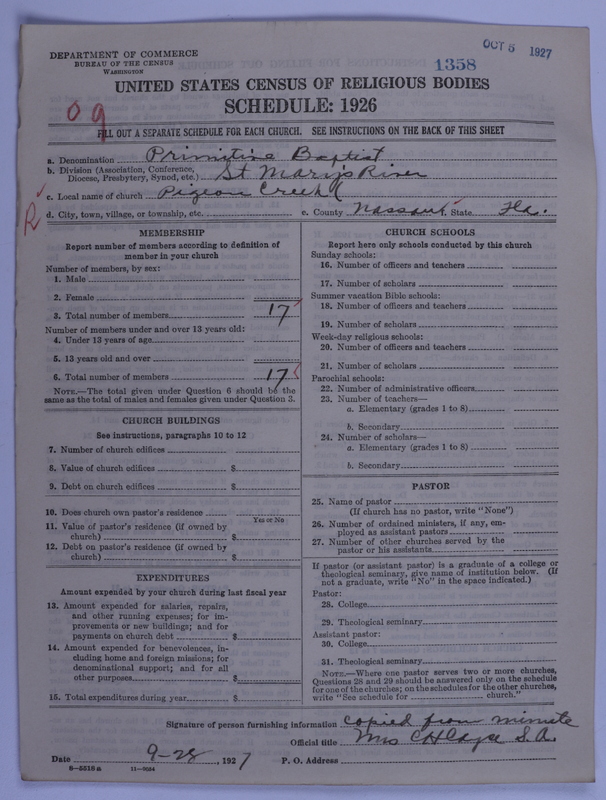 DEPARTMENT OF COMMERCE
BUREAU OF THE CENSUS
WASHINGTON
OCT 5 1927
1358
UNITED STATES CENSUS OF RELIGIOUS BODIES
SCHEDULE: 1926
FILL OUT A SEPARATE SCHEDULE FOR EACH CHURCH. SEE INSTRUCTIONS ON THE BACK OF THIS SHEET
a. Denomination Primitive Baptist
b. Division (Association, Conference,
Diocese, Presbytery, Synod, etc.) St Marys River
c. Local name of church Pigeon Creek
d. City, town, village, or township, etc. e. County Nassau State Fla.
MEMBERSHIP
Report number of members according to definition of
member in your church
Number of members, by sex:
1. Male
2. Female
3. Total number of members 17
Number of members under and over 13 years old:
4. Under 13 years of age
5. 13 years old and over
6. Total number of members 17
NOTE.—The total given under Question 6 should be the
same as the total of males and females given under Question 3.
CHURCH BUILDINGS
See instructions, paragraphs 10 to 12
7. Number of church edifices
8. Value of church edifices $
9. Debt on church edifices $
10. Does church own pastor's residence
Yes or No
11. Value of pastor's residence (if owned by
church) $
12. Debt on pastor's residence (if owned by
church) $
EXPENDITURES
Amount expended by your church during last fiscal year
13. Amount expended for salaries, repairs,
and other running expenses; for im-
provements or new buildings; and for
payments on church debt $
14. Amount expended for benevolences, in-
cluding home and foreign missions; for
denominational support; and for all
other purposes $
15. Total expenditures during year $
CHURCH SCHOOLS
Report here only schools conducted by this church
Sunday schools:
16. Number of officers and teachers
17. Number of scholars
Summer vacation Bible schools:
18. Number of officers and teachers
19. Number of scholars
Week-day religious schools:
20. Number of officers and teachers
21. Number of scholars
Parochial schools:
22. Number of administrative officers
23. Number of teachers—
a. Elementary (grades 1 to 8)
b. Secondary
24. Number of scholars—
a. Elementary (grades 1 to 8)
b. Secondary
PASTOR
25. Name of pastor
(If church has no pastor, write "None")
26. Number of ordained ministers, if any, em-
ployed as assistant pastors
27. Number of other churches served by the
pastor or his assistants
If pastor (or assistant pastor) is a graduate of a college or
theological seminary, give name of institution below. (If
not a graduate, write "No" in the space indicated.)
Pastor:
28. College
29. Theological seminary
Assistant pastor:
30. College
31. Theological seminary
NOTE.—Where one pastor serves two or more churches,
Questions 28 and 29 should be answered only on the schedule
for one of the churches; on the schedules for the other churches,
write "See schedule for church."
Signature of person furnishing information copied from minute
Official title Mrs C H Cayce S. A.
Date 9-28, 1927 P. O. Address
8-5518a 11-9034